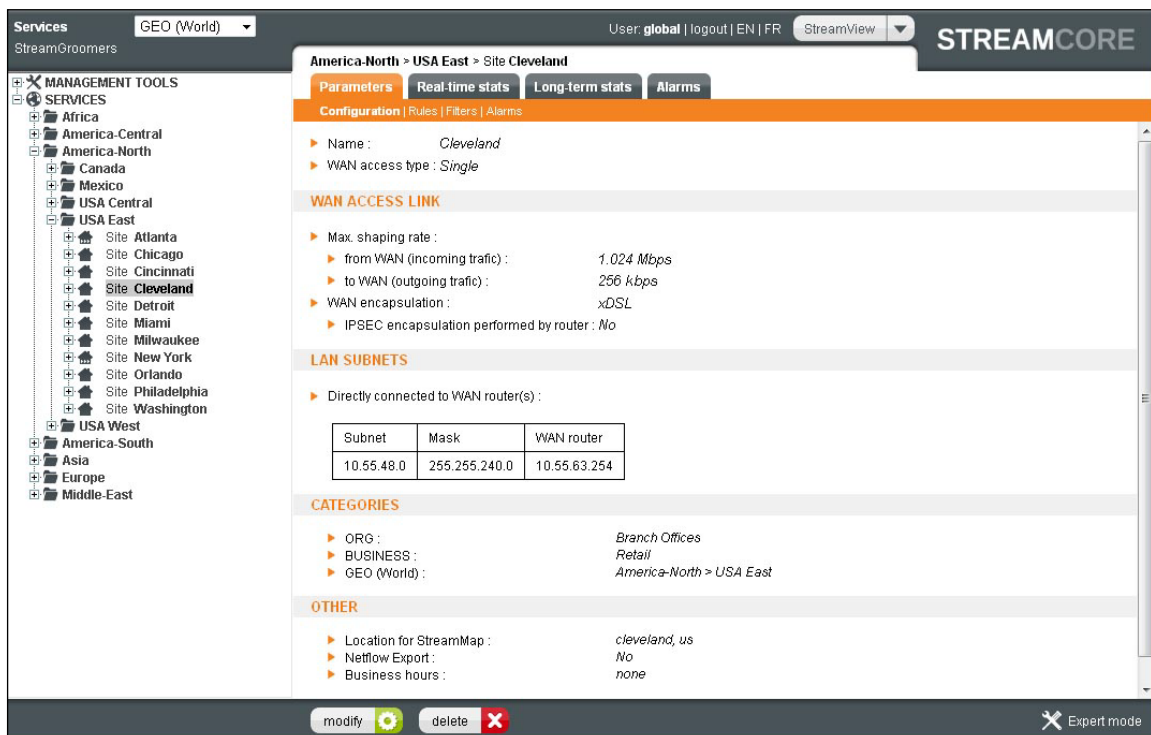 Services GEO (World)
StreamGroomers
User: global | logout | EN | FR StreamView
STREAMCORE
MANAGEMENT TOOLS
SERVICES
Africa
America-Central
America-North
Canada
Mexico
USA Central
USA East
Site Atlanta
Site Chicago
Site Cincinnati
Site Cleveland
Site Detroit
Site Miami
Site Milwaukee
Site New York
Site Orlando
Site Philadelphia
Site Washington
USA West
America-South
Asia
Europe
Middle-East
America-North > USA East > Site Cleveland
Parameters Real-time stats Long-term stats Alarms
Configuration | Rules | Filters | Alarms
Name : Cleveland
WAN access type : Single
WAN ACCESS LINK
Max. shaping rate :
from WAN (incoming trafic) : 1.024 Mbps
to WAN (outgoing trafic) : 256 kbps
WAN encapsulation : xDSL
IPSEC encapsulation performed by router : No
LAN SUBNETS
Directly connected to WAN router(s) :
Subnet Mask WAN router
10.55.48.0 255.255.240.0 10.55.63.254
CATEGORIES
ORG : Branch Offices
BUSINESS : Retail
GEO (World) : America-North > USA East
OTHER
Location for StreamMap : cleveland, us
Netflow Export : No
Business hours : none
modify delete Expert mode